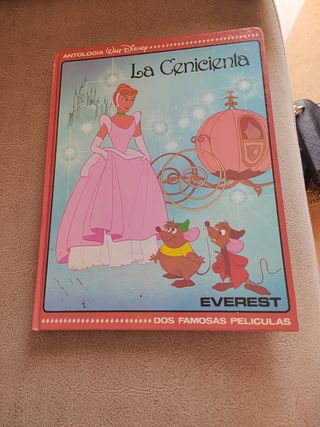 ANTOLOGIA Walt Disney
La Cenicienta
EVEREST
DOS FAMOSAS PELICULAS